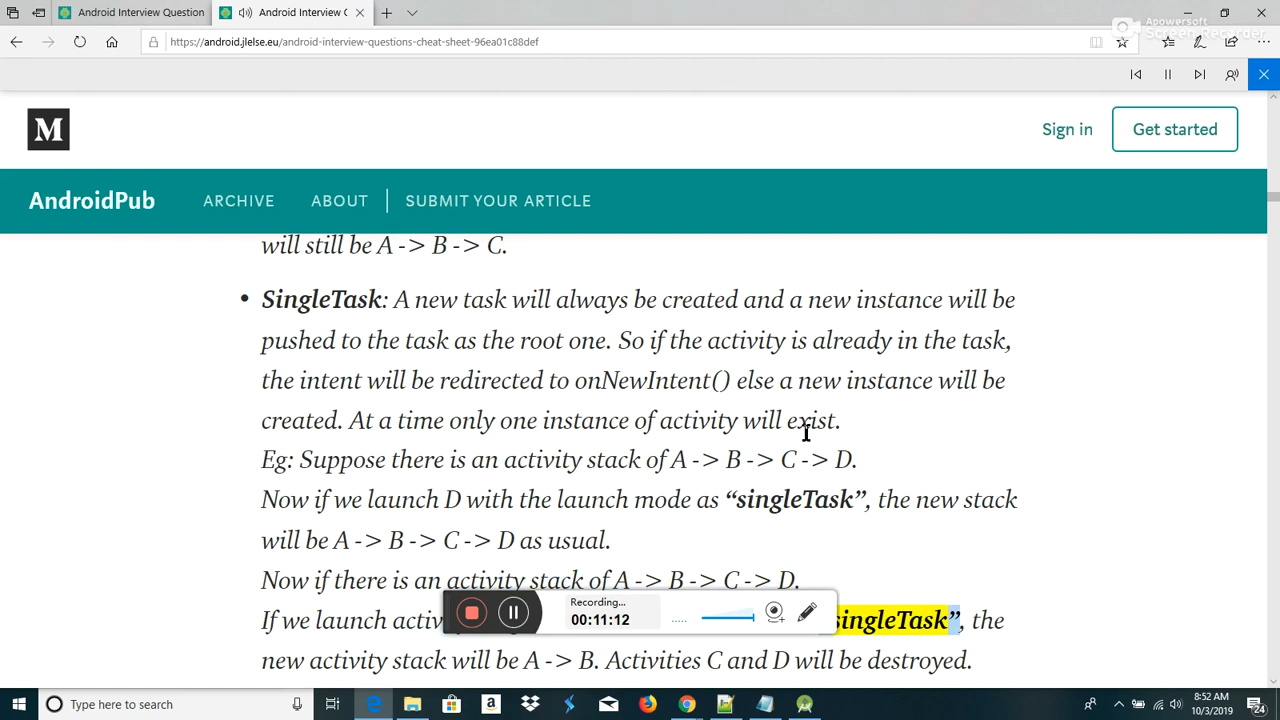 Android Interview Question
Android Interview C
https://android.jlelse.eu/android-interview-questions-cheat-sheet-96ea01c88def
Apowersoft
Screen Recorder
M
Sign in
Get started
AndroidPub
ARCHIVE
ABOUT
SUBMIT YOUR ARTICLE
will still be A -> B -> C.
• SingleTask: A new task will always be created and a new instance will be
pushed to the task as the root one. So if the activity is already in the task,
the intent will be redirected to onNewIntent() else a new instance will be
created. At a time only one instance of activity will exist.
Eg: Suppose there is an activity stack of A -> B -> C -> D.
Now if we launch D with the launch mode as “singleTask”, the new stack
will be A -> B -> C -> D as usual.
Now if there is an activity stack of A -> B -> C -> D.
If we launch activ singleTask”, the
new activity stack will be A -> B. Activities C and D will be destroyed.
Recording...
00:11:12
Type here to search
8:52 AM
10/3/2019
24